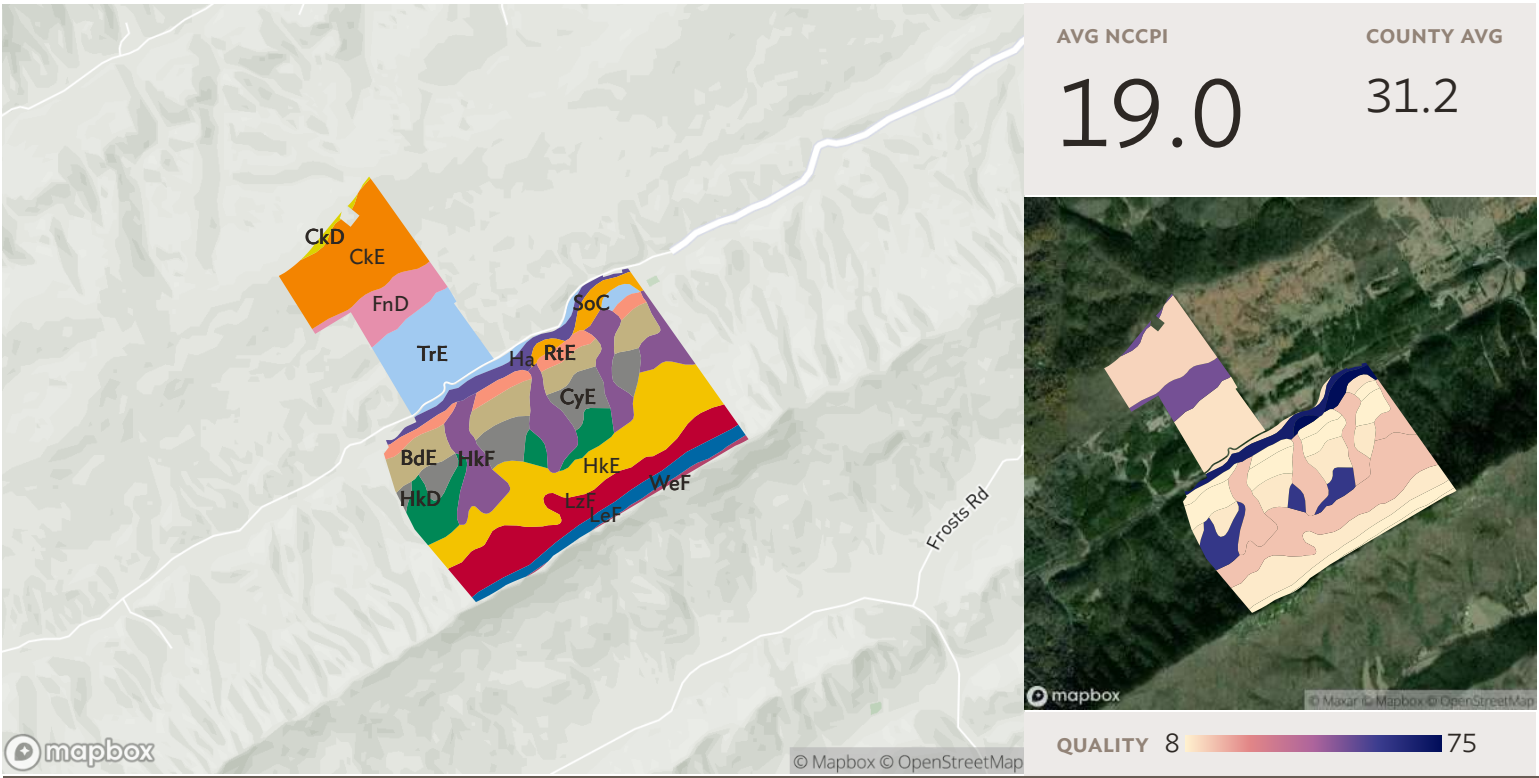 CkD
CkE
FnD
SoC
TrE
Ha
RtE
CyE
BdE
HkF
HkE
HkD
WeF
LzF
LeF
Frosts Rd
mapbox
© Mapbox © OpenStreetMap
AVG NCCPI
COUNTY AVG
19.0
31.2
mapbox
© Maxar © Mapbox © OpenStreetMap
QUALITY 8 75